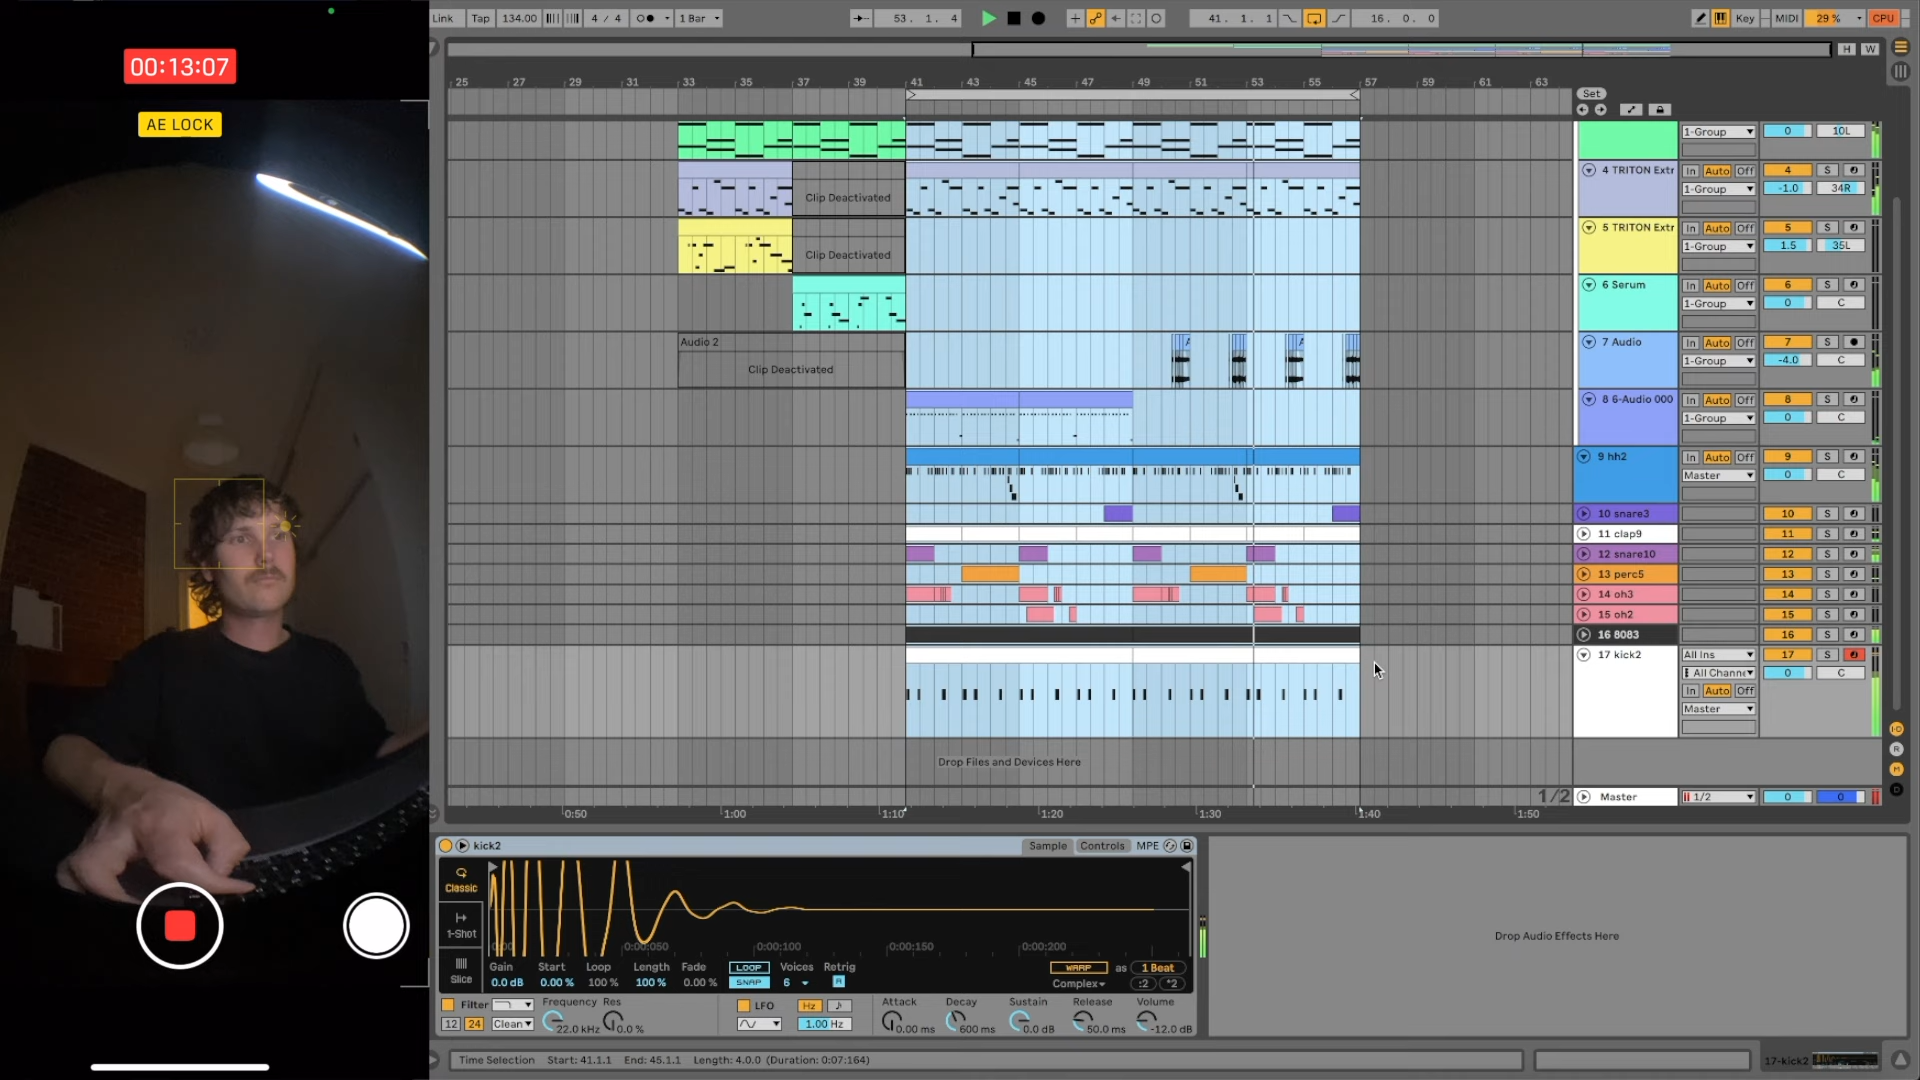 00:13:07
AE LOCK
Link Tap 134.00 4 / 4 1 Bar 53. 1. 4 41. 1. 1 16. 0. 0 Key MIDI 29 % CPU
H W
25 27 29 31 33 35 37 39 41 43 45 47 49 51 53 55 57 59 61 63
Set
1-Group 0 10L
Clip Deactivated
4 TRITON Extr In Auto Off 4 S
1-Group -1.0 34R
Clip Deactivated
5 TRITON Extr In Auto Off 5 S
1-Group 1.5 35L
6 Serum In Auto Off 6 S
1-Group 0 C
Audio 2
Clip Deactivated
7 Audio In Auto Off 7 S
1-Group -4.0 C
8 6-Audio 000 In Auto Off 8 S
1-Group 0 C
9 hh2 In Auto Off 9 S
Master 0 C
10 snare3 10 S
11 clap9 11 S
12 snare10 12 S
13 perc5 13 S
14 oh3 14 S
15 oh2 15 S
16 8083 16 S
17 kick2 All Ins 17 S
All Channe 0 C
In Auto Off
Master
Drop Files and Devices Here
1/2 Master 1/2 0 0
0:50 1:00 1:10 1:20 1:30 1:40 1:50
kick2 Sample Controls MPE
Classic
1-Shot
Slice
0:00:050 0:00:100 0:00:150 0:00:200
Gain Start Loop Length Fade LOOP Voices Retrig WARP as 1 Beat
0.0 dB 0.00 % 100 % 100 % 0.00 % SNAP 6 R Complex :2 *2
Filter Frequency Res LFO Hz Attack Decay Sustain Release Volume
12 24 Clean 22.0 kHz 0.0 % 1.00 Hz 0.00 ms 600 ms 0.0 dB 50.0 ms -12.0 dB
Drop Audio Effects Here
Time Selection Start: 41.1.1 End: 45.1.1 Length: 4.0.0 (Duration: 0:07:164)
17-kick2